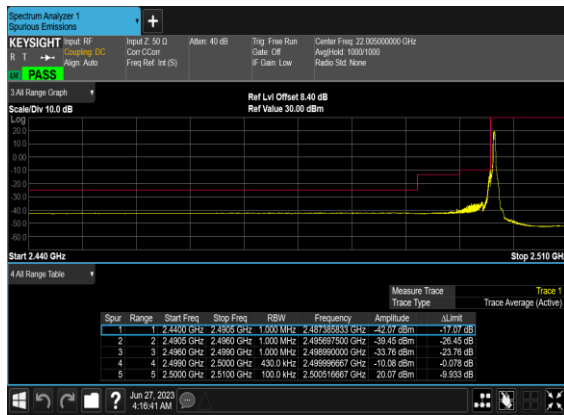 Spectrum Analyzer 1
Spurious Emissions
KEYSIGHT Input: RF Input Z: 50 Ω Atten: 40 dB Trig: Free Run Center Freq: 22.005000000 GHz
R T Coupling: DC Corr CCorr Gate: Off Avg|Hold: 1000/1000
Align: Auto Freq Ref: Int (S) IF Gain: Low Radio Std: None
PASS
3 All Range Graph
Ref Lvl Offset 8.40 dB
Scale/Div 10.0 dB Ref Value 30.00 dBm
Log
20.0
10.0
0.00
-10.0
-20.0
-30.0
-40.0
-50.0
-60.0
Start 2.440 GHz Stop 2.510 GH
4 All Range Table
Measure Trace Trace 1
Trace Type Trace Average (Active)
Spur Range Start Freq Stop Freq RBW Frequency Amplitude ΔLimit
1 1 2.4400 GHz 2.4905 GHz 1.000 MHz 2.487385833 GHz -42.07 dBm -17.07 dB
2 2 2.4905 GHz 2.4960 GHz 1.000 MHz 2.495697500 GHz -39.45 dBm -26.45 dB
3 3 2.4960 GHz 2.4990 GHz 1.000 MHz 2.498990000 GHz -33.76 dBm -23.76 dB
4 4 2.4990 GHz 2.5000 GHz 430.0 kHz 2.499996667 GHz -10.08 dBm -0.078 dB
5 5 2.5000 GHz 2.5100 GHz 100.0 kHz 2.500516667 GHz 20.07 dBm -9.933 dB
Jun 27, 2023
4:16:41 AM